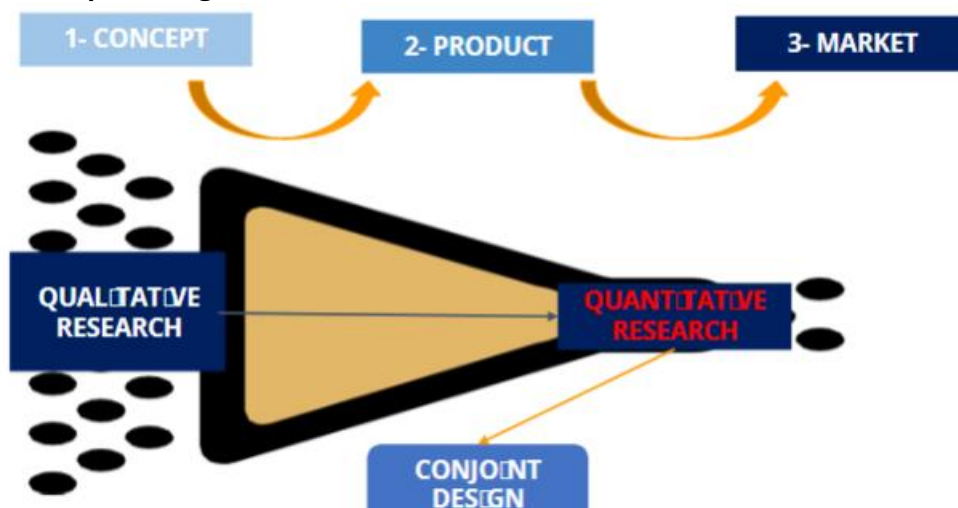 1- CONCEPT
2- PRODUCT
3- MARKET
QUAL▯TAT▯VE
RESEARCH
QUANT▯TAT▯VE
RESEARCH
CONJO▯NT
DES▯GN